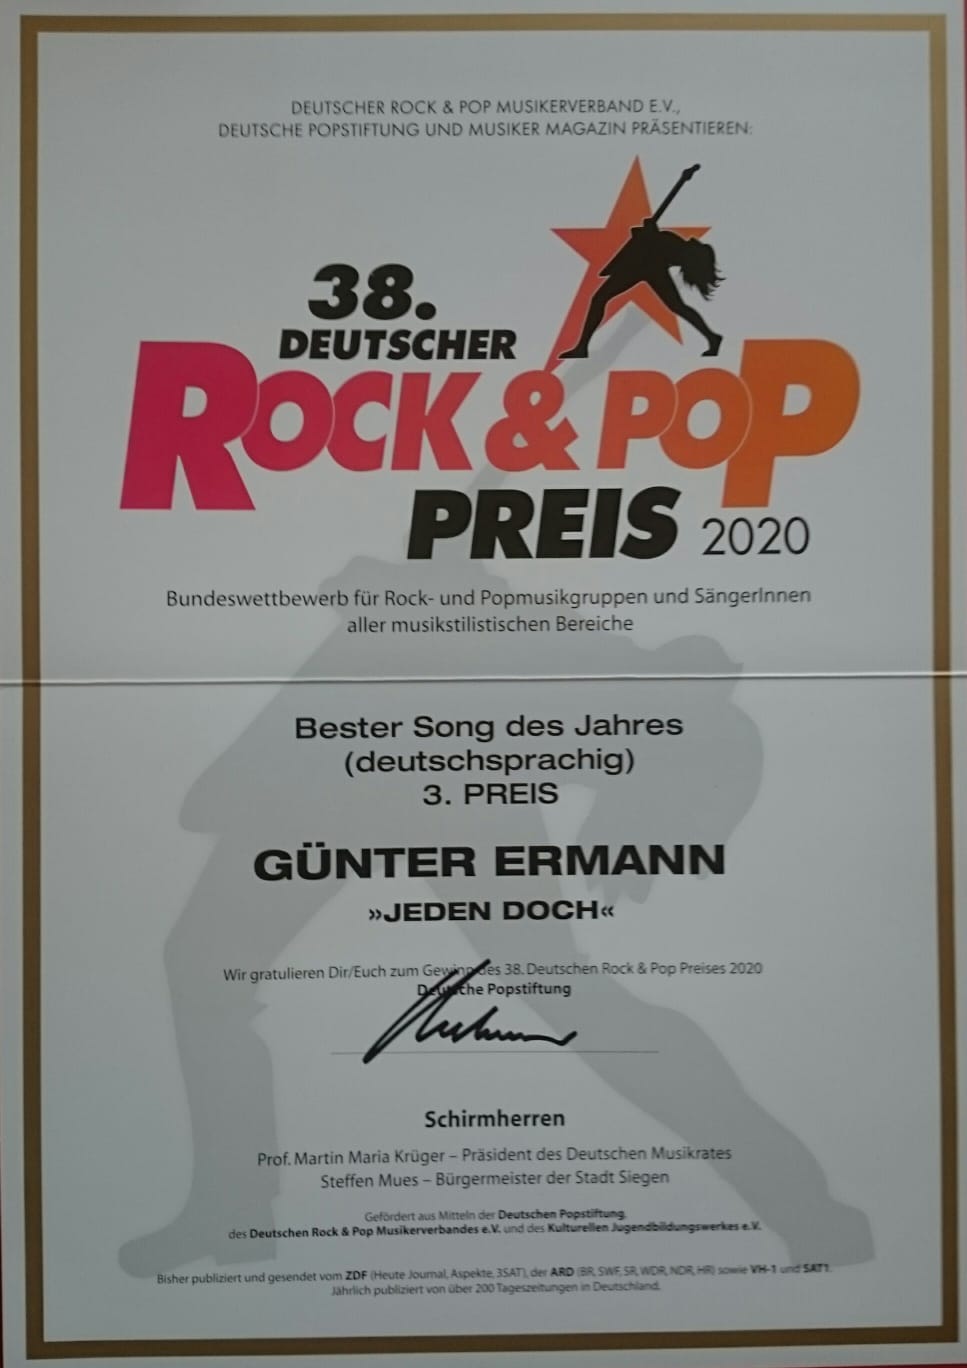 DEUTSCHER ROCK & POP MUSIKERVERBAND E.V.,
DEUTSCHE POPSTIFTUNG UND MUSIKER MAGAZIN PRÄSENTIEREN:
38.
DEUTSCHER
ROCK & POP
PREIS 2020
Bundeswettbewerb für Rock- und Popmusikgruppen und SängerInnen
aller musikstilistischen Bereiche
Bester Song des Jahres
(deutschsprachig)
3. PREIS
GÜNTER ERMANN
»JEDEN DOCH«
Wir gratulieren Dir/Euch zum Gewinn des 38. Deutschen Rock & Pop Preises 2020
Deutsche Popstiftung
Schirmherren
Prof. Martin Maria Krüger – Präsident des Deutschen Musikrates
Steffen Mues – Bürgermeister der Stadt Siegen
Gefördert aus Mitteln der Deutschen Popstiftung,
des Deutschen Rock & Pop Musikerverbandes e.V. und des Kulturellen Jugendbildungswerkes e.V.
Bisher publiziert und gesendet vom ZDF (Heute Journal, Aspekte, 3SAT), der ARD (BR, SWF, SR, WDR, NDR, HR) sowie VH-1 und SAT1.
Jährlich publiziert von über 200 Tageszeitungen in Deutschland.